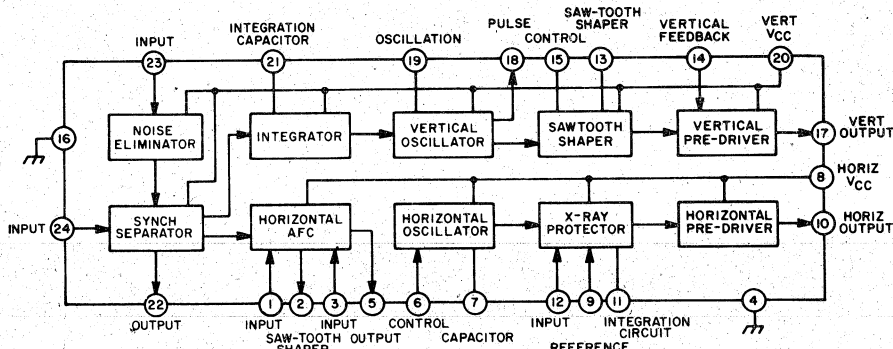 SAW-TOOTH
SHAPER
INPUT
INTEGRATION
CAPACITOR
OSCILLATION
PULSE
CONTROL
VERTICAL
FEEDBACK
VERT
VCC
23
21
19
18
15
13
14
20
16
NOISE
ELIMINATOR
INTEGRATOR
VERTICAL
OSCILLATOR
SAWTOOTH
SHAPER
VERTICAL
PRE-DRIVER
17
VERT
OUTPUT
8
HORIZ
VCC
INPUT
24
SYNCH
SEPARATOR
HORIZONTAL
AFC
HORIZONTAL
OSCILLATOR
X-RAY
PROTECTOR
HORIZONTAL
PRE-DRIVER
10
HORIZ
OUTPUT
22
1
2
3
5
6
7
12
9
11
4
OUTPUT
INPUT
SAW-TOOTH
SHAPER
INPUT
OUTPUT
CONTROL
CAPACITOR
INPUT
REFERENCE
INTEGRATION
CIRCUIT